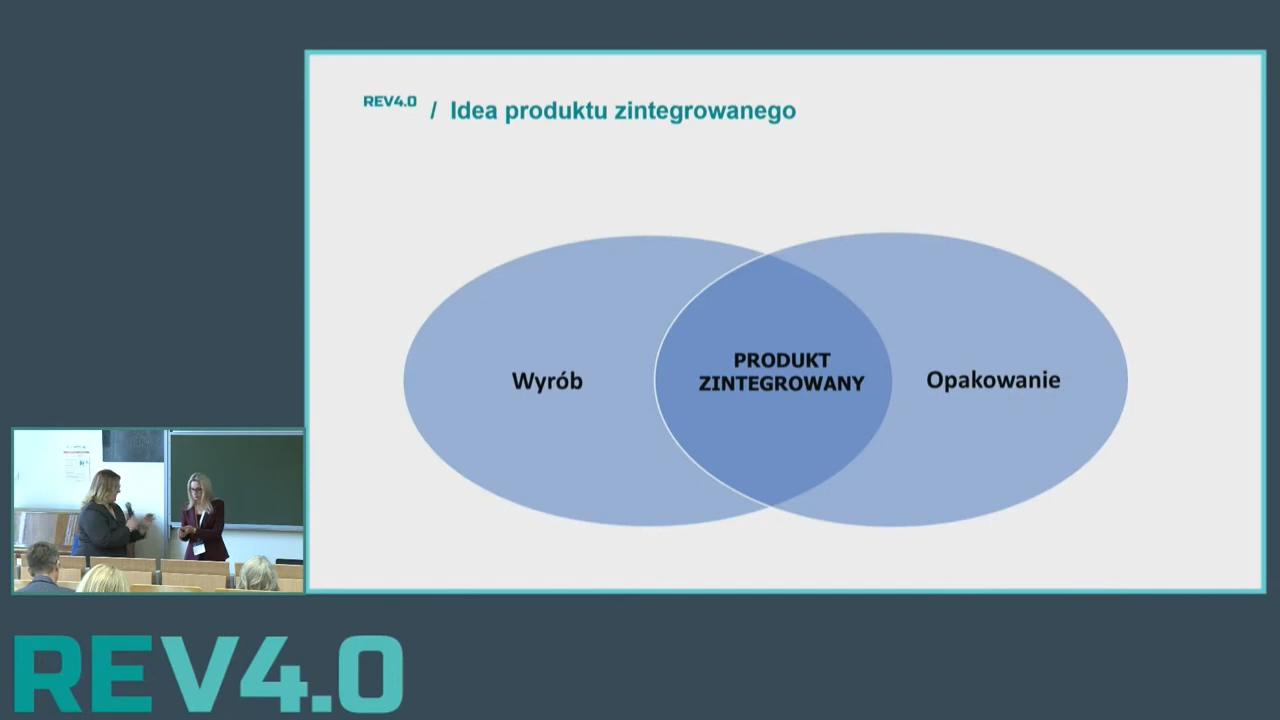 REV4.0 / Idea produktu zintegrowanego
Wyrób
PRODUKT
ZINTEGROWANY
Opakowanie
REV4.0